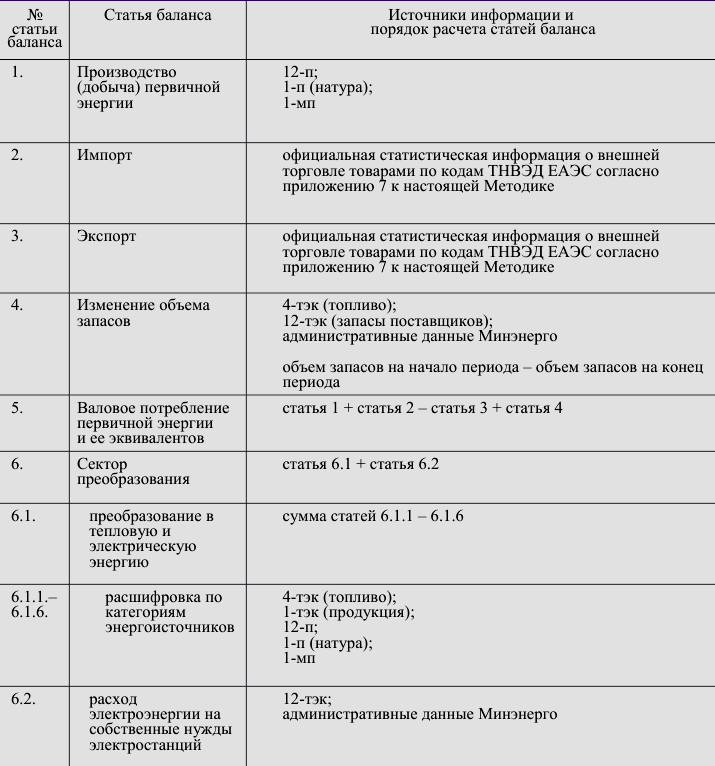 №
статьи
баланса
Статья баланса
Источники информации и
порядок расчета статей баланса
1.
Производство
(добыча) первичной
энергии
12-п;
1-п (натура);
1-мп
2.
Импорт
официальная статистическая информация о внешней
торговле товарами по кодам ТНВЭД ЕАЭС согласно
приложению 7 к настоящей Методике
3.
Экспорт
официальная статистическая информация о внешней
торговле товарами по кодам ТНВЭД ЕАЭС согласно
приложению 7 к настоящей Методике
4.
Изменение объема
запасов
4-тэк (топливо);
12-тэк (запасы поставщиков);
административные данные Минэнерго
объем запасов на начало периода – объем запасов на конец
периода
5.
Валовое потребление
первичной энергии
и ее эквивалентов
статья 1 + статья 2 – статья 3 + статья 4
6.
Сектор
преобразования
статья 6.1 + статья 6.2
6.1.
преобразование в
тепловую и
электрическую
энергию
сумма статей 6.1.1 – 6.1.6
6.1.1.–
6.1.6.
расшифровка по
категориям
энергоисточников
4-тэк (топливо);
1-тэк (продукция);
12-п;
1-п (натура);
1-мп
6.2.
расход
электроэнергии на
собственные нужды
электростанций
12-тэк;
административные данные Минэнерго